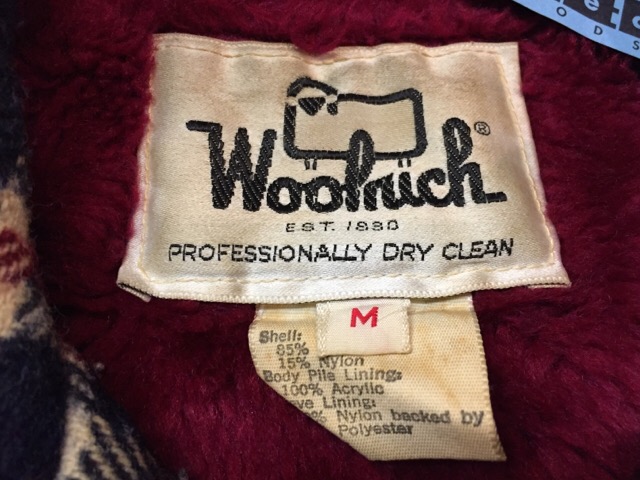 Woolrich®
EST. 1830
PROFESSIONALLY DRY CLEAN
M
Shell:
85%
15% Nylon
Body Pile Lining:
100% Acrylic
Lining:
Nylon backed by
Polyester
ODS